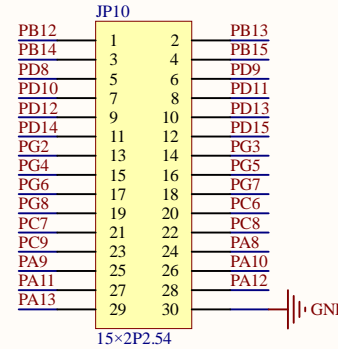 JP10
PB12 1 2 PB13
PB14 3 4 PB15
PD8 5 6 PD9
PD10 7 8 PD11
PD12 9 10 PD13
PD14 11 12 PD15
PG2 13 14 PG3
PG4 15 16 PG5
PG6 17 18 PG7
PG8 19 20 PC6
PC7 21 22 PC8
PC9 23 24 PA8
PA9 25 26 PA10
PA11 27 28 PA12
PA13 29 30 GN
15×2P2.54